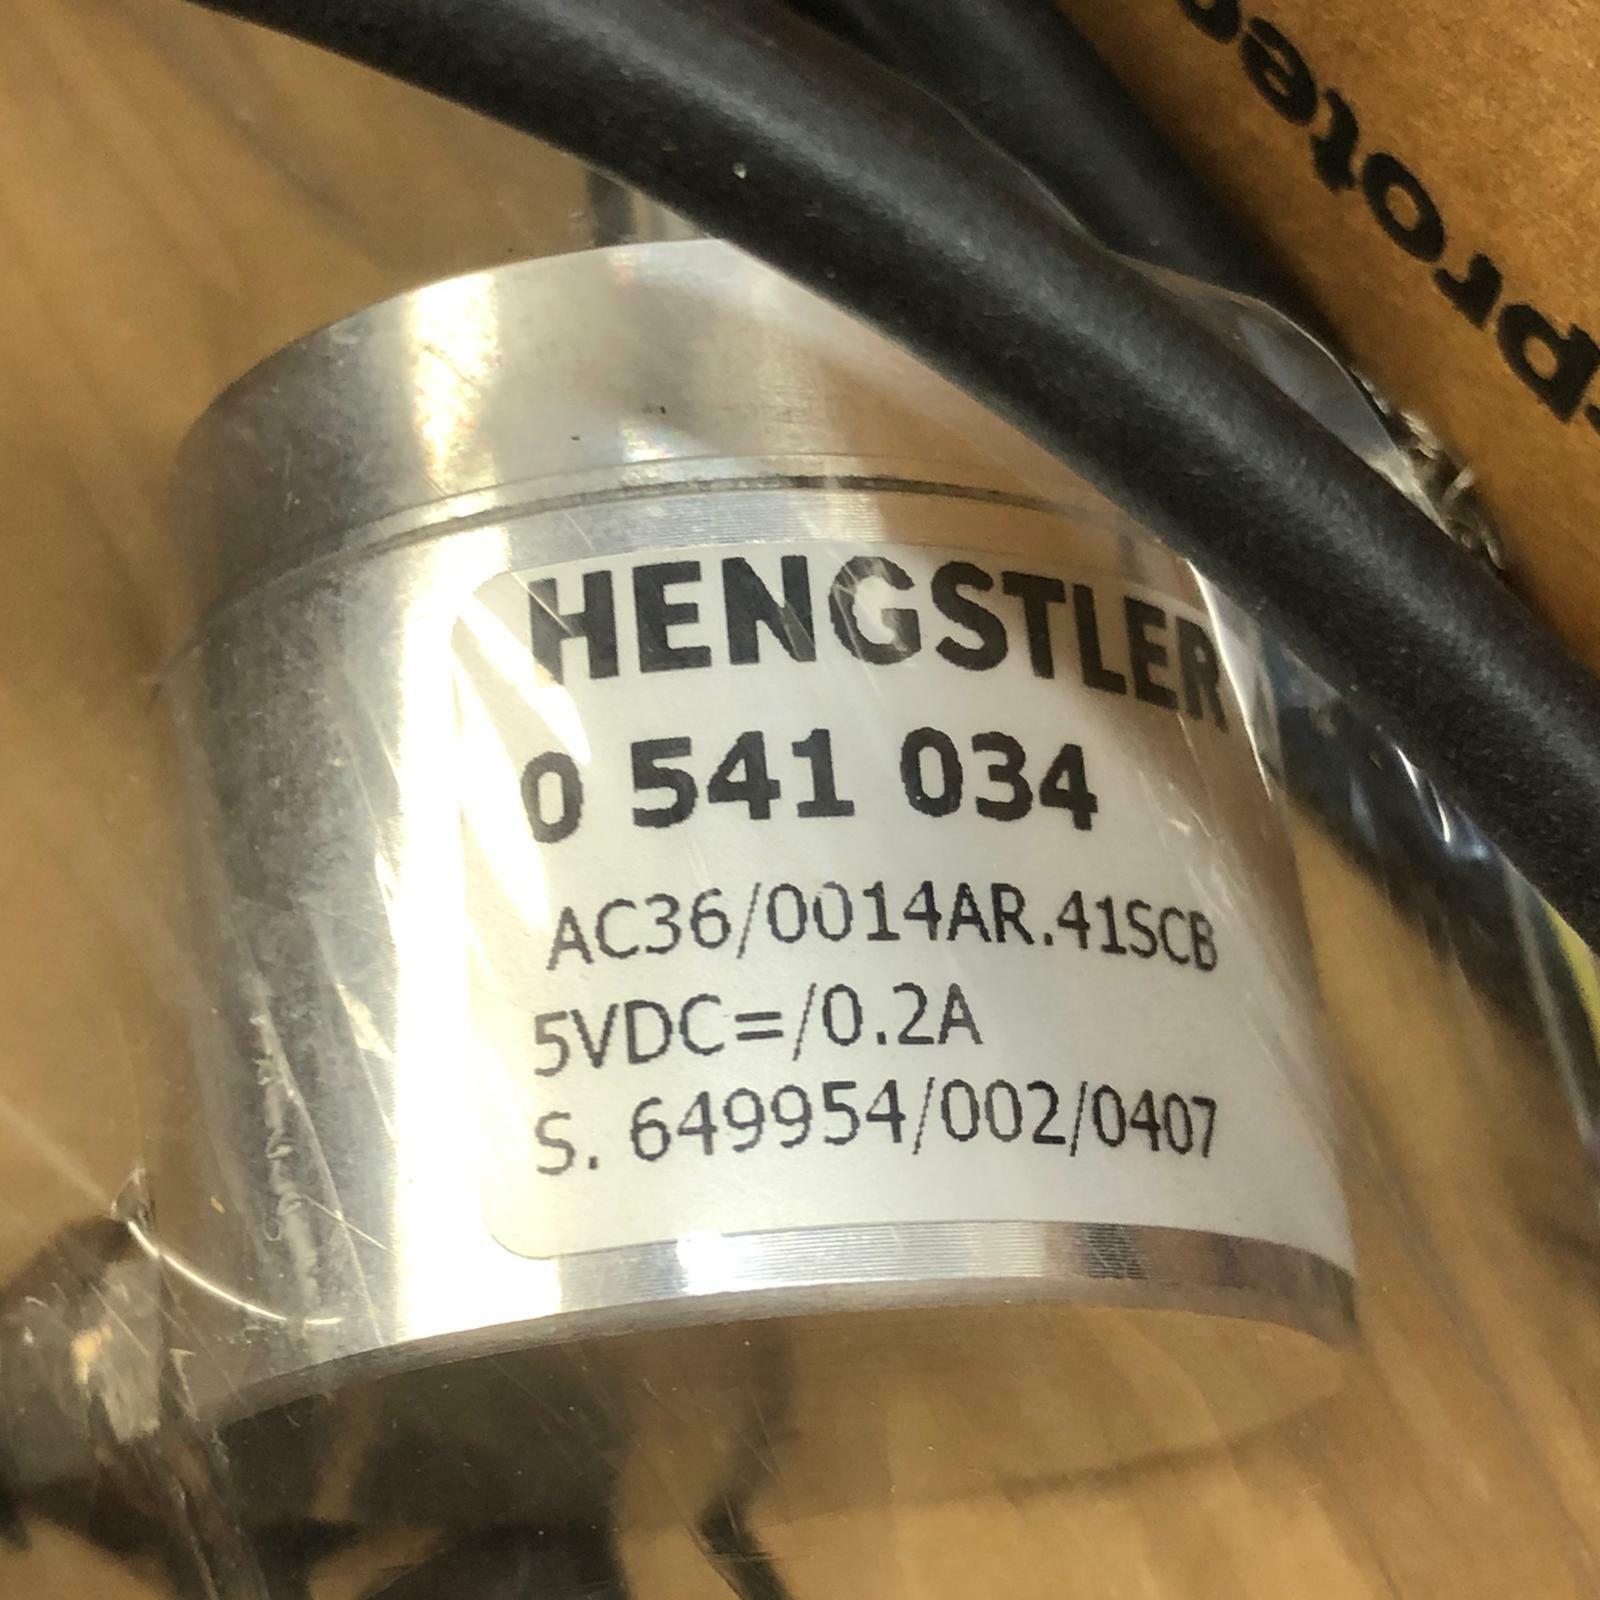 HENGSTLER
0 541 034
AC36/0014AR.41SCB
5VDC=/0.2A
S. 649954/002/0407